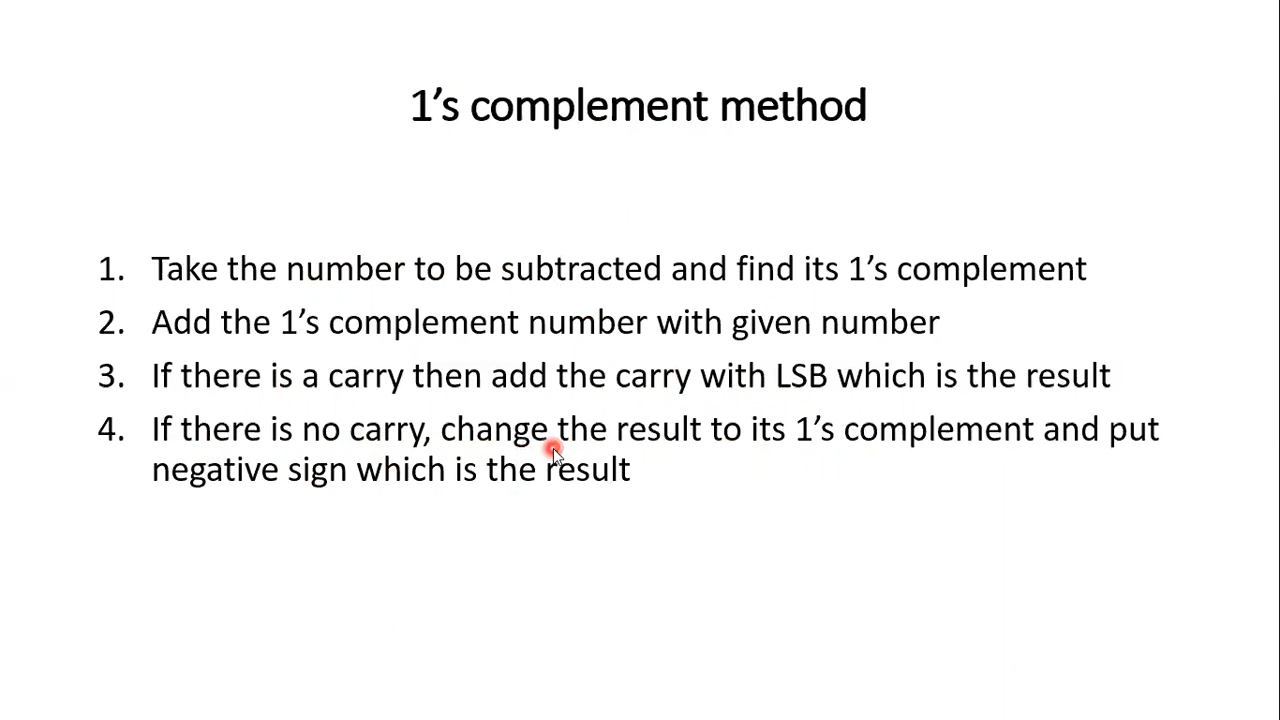 1’s complement method
1. Take the number to be subtracted and find its 1’s complement
2. Add the 1’s complement number with given number
3. If there is a carry then add the carry with LSB which is the result
4. If there is no carry, change the result to its 1’s complement and put
negative sign which is the result